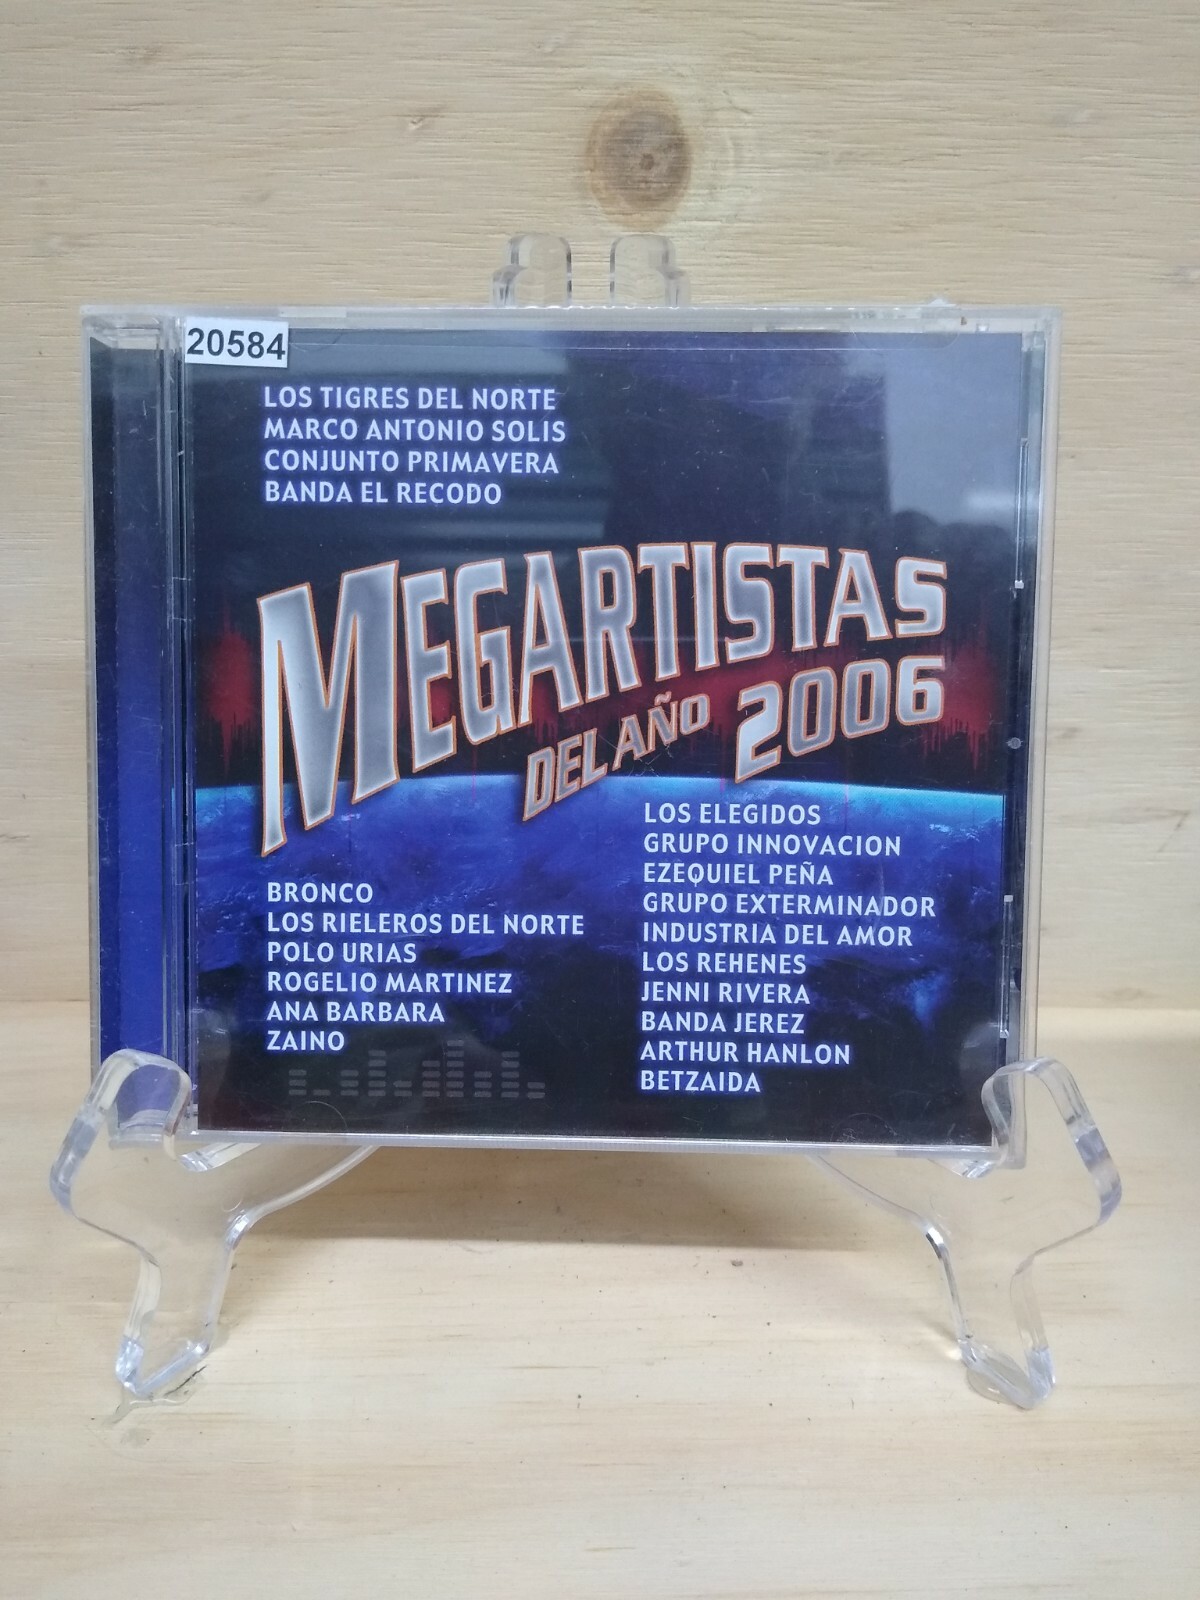 20584
LOS TIGRES DEL NORTE
MARCO ANTONIO SOLIS
CONJUNTO PRIMAVERA
BANDA EL RECODO
MEGARTISTAS
DEL AÑO 2006
BRONCO
LOS RIELEROS DEL NORTE
POLO URIAS
ROGELIO MARTINEZ
ANA BARBARA
ZAINO
LOS ELEGIDOS
GRUPO INNOVACION
EZEQUIEL PEÑA
GRUPO EXTERMINADOR
INDUSTRIA DEL AMOR
LOS REHENES
JENNI RIVERA
BANDA JEREZ
ARTHUR HANLON
BETZAIDA